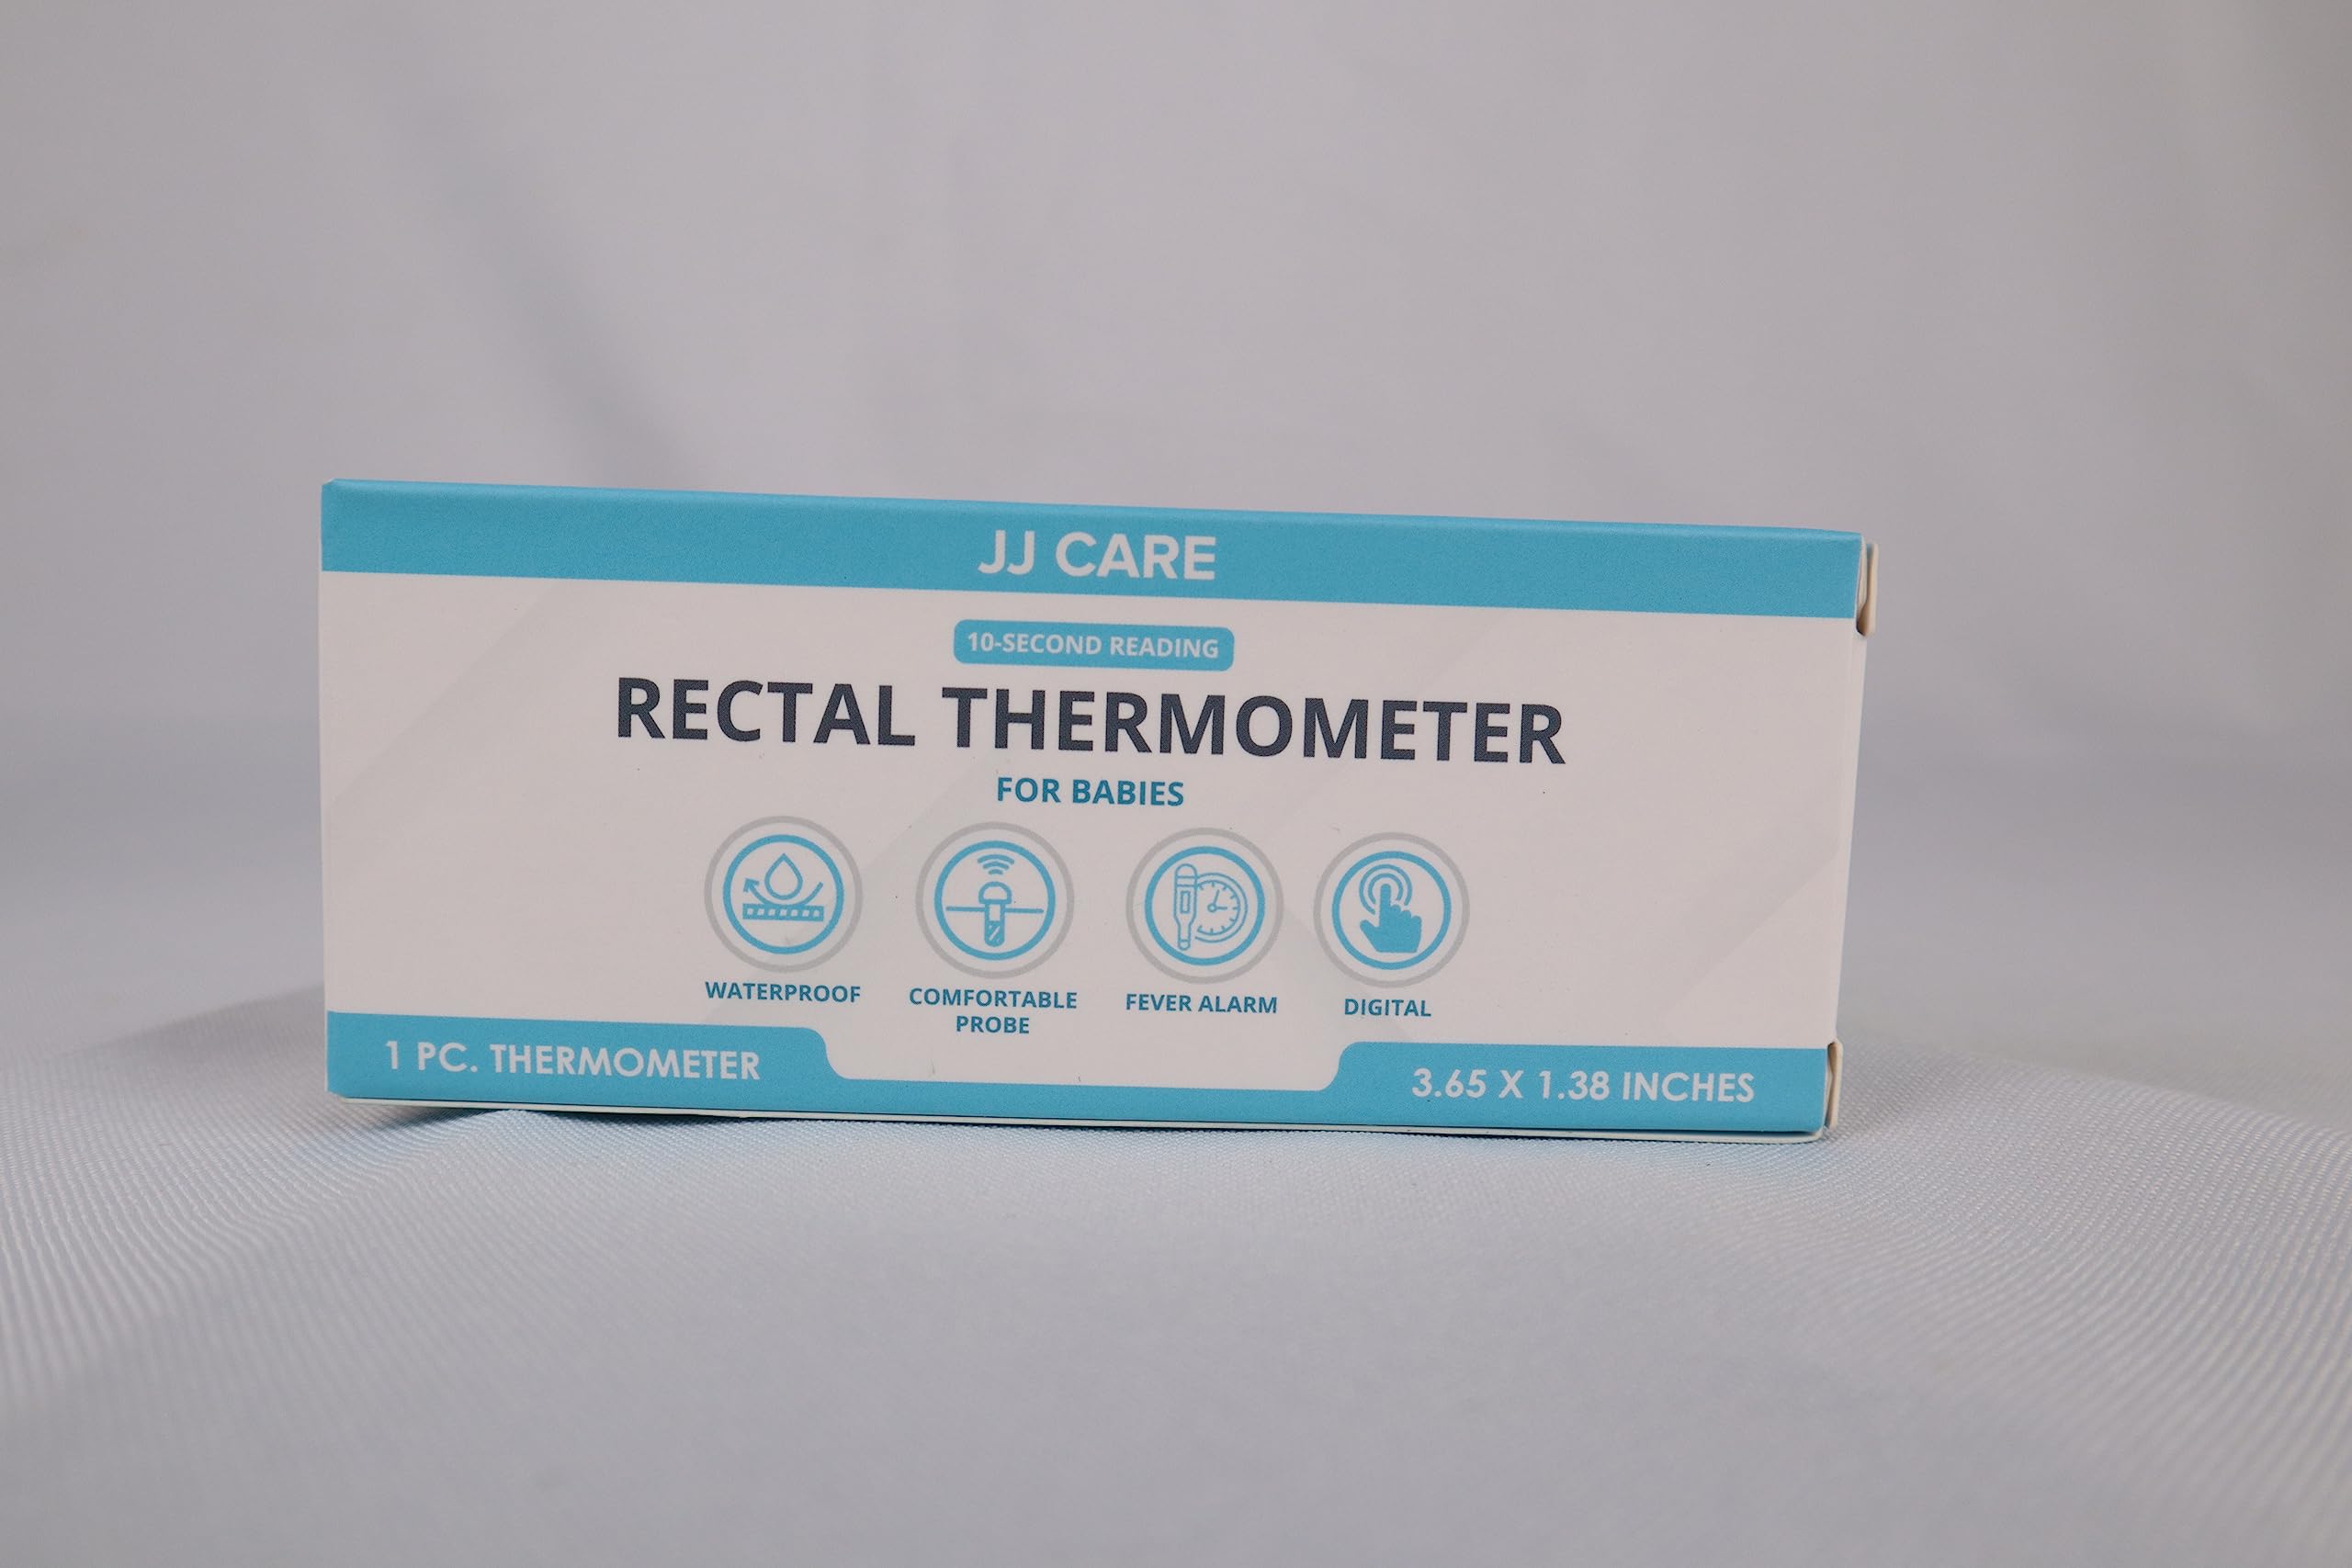 JJ CARE
10-SECOND READING
RECTAL THERMOMETER
FOR BABIES
WATERPROOF
COMFORTABLE
PROBE
FEVER ALARM
DIGITAL
1 PC. THERMOMETER
3.65 X 1.38 INCHES